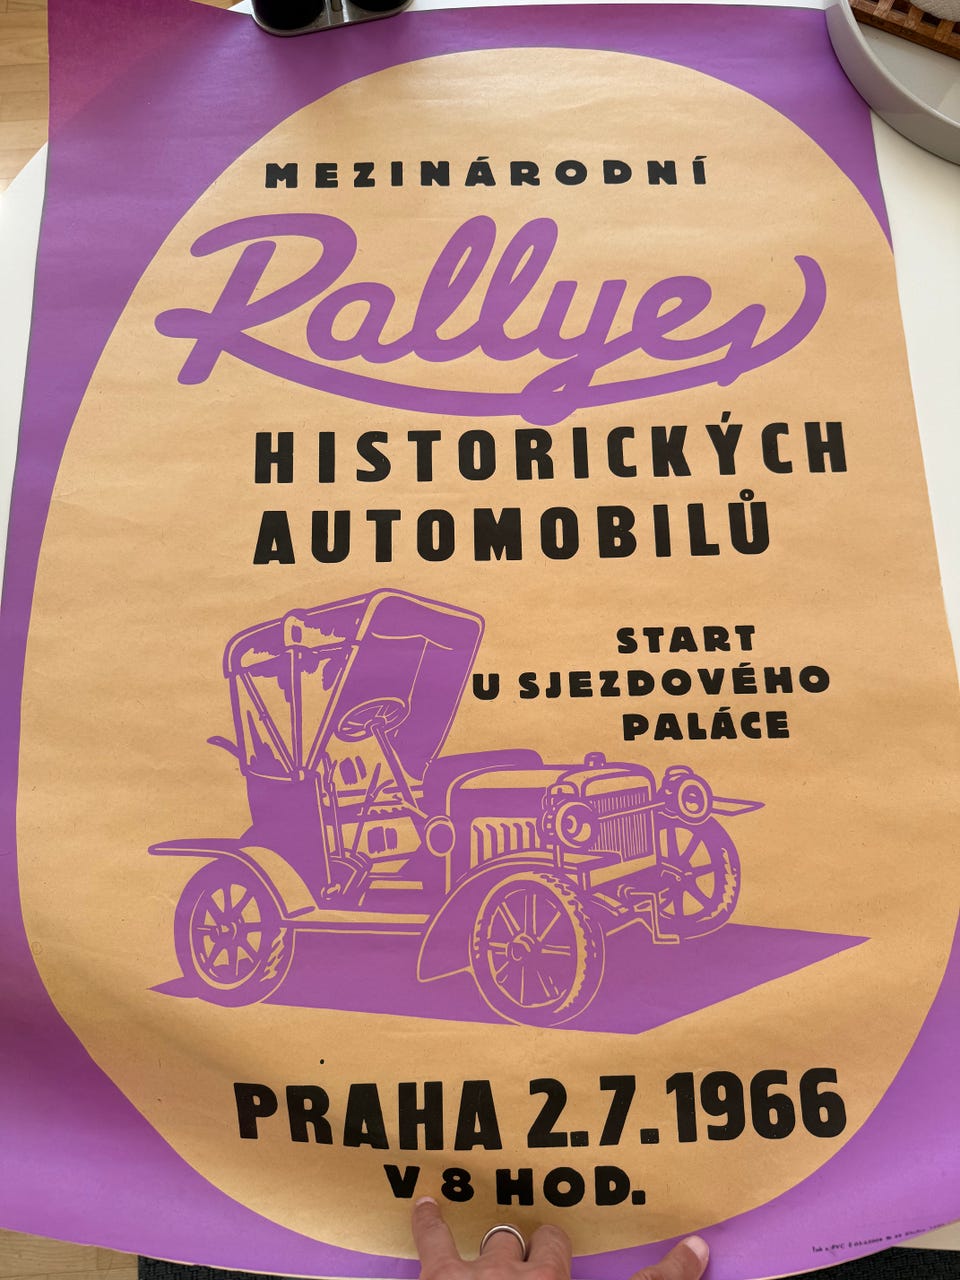 MEZINÁRODNÍ
Rallye
HISTORICKÝCH
AUTOMOBILŮ
START
U SJEZDOVÉHO
PALÁCE
PRAHA 2.7.1966
V 8 HOD.